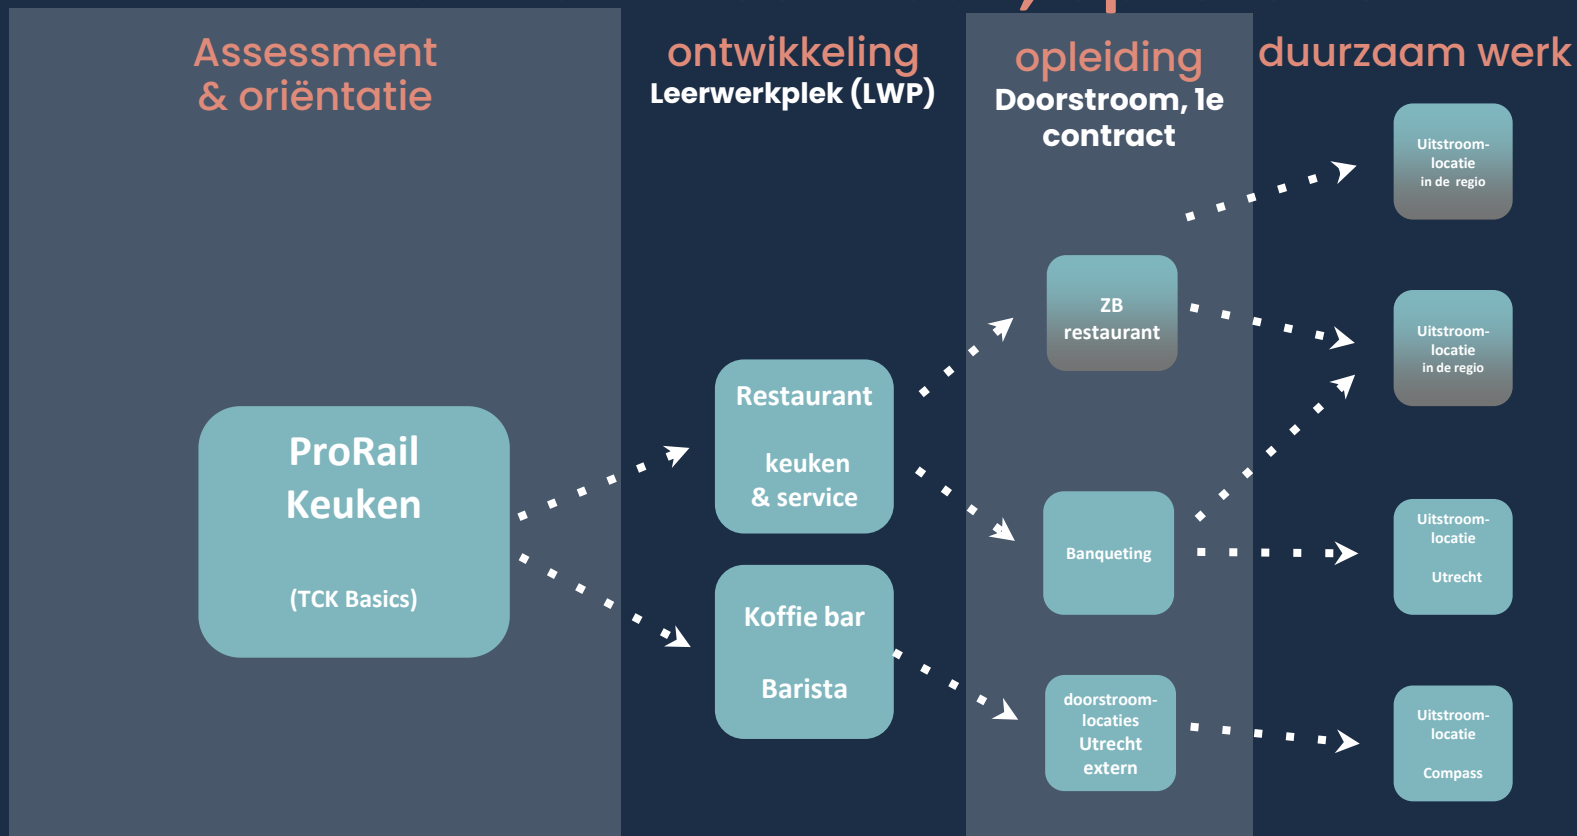 Assessment
& oriëntatie
ProRail
Keuken
(TCK Basics)
ontwikkeling
Leerwerkplek (LWP)
Restaurant
keuken
& service
Koffie bar
Barista
opleiding
Doorstroom, 1e
contract
ZB
restaurant
Banqueting
doorstroom-
locaties
Utrecht
extern
duurzaam werk
Uitstroom-
locatie
in de regio
Uitstroom-
locatie
in de regio
Uitstroom-
locatie
Utrecht
Uitstroom-
locatie
Compass